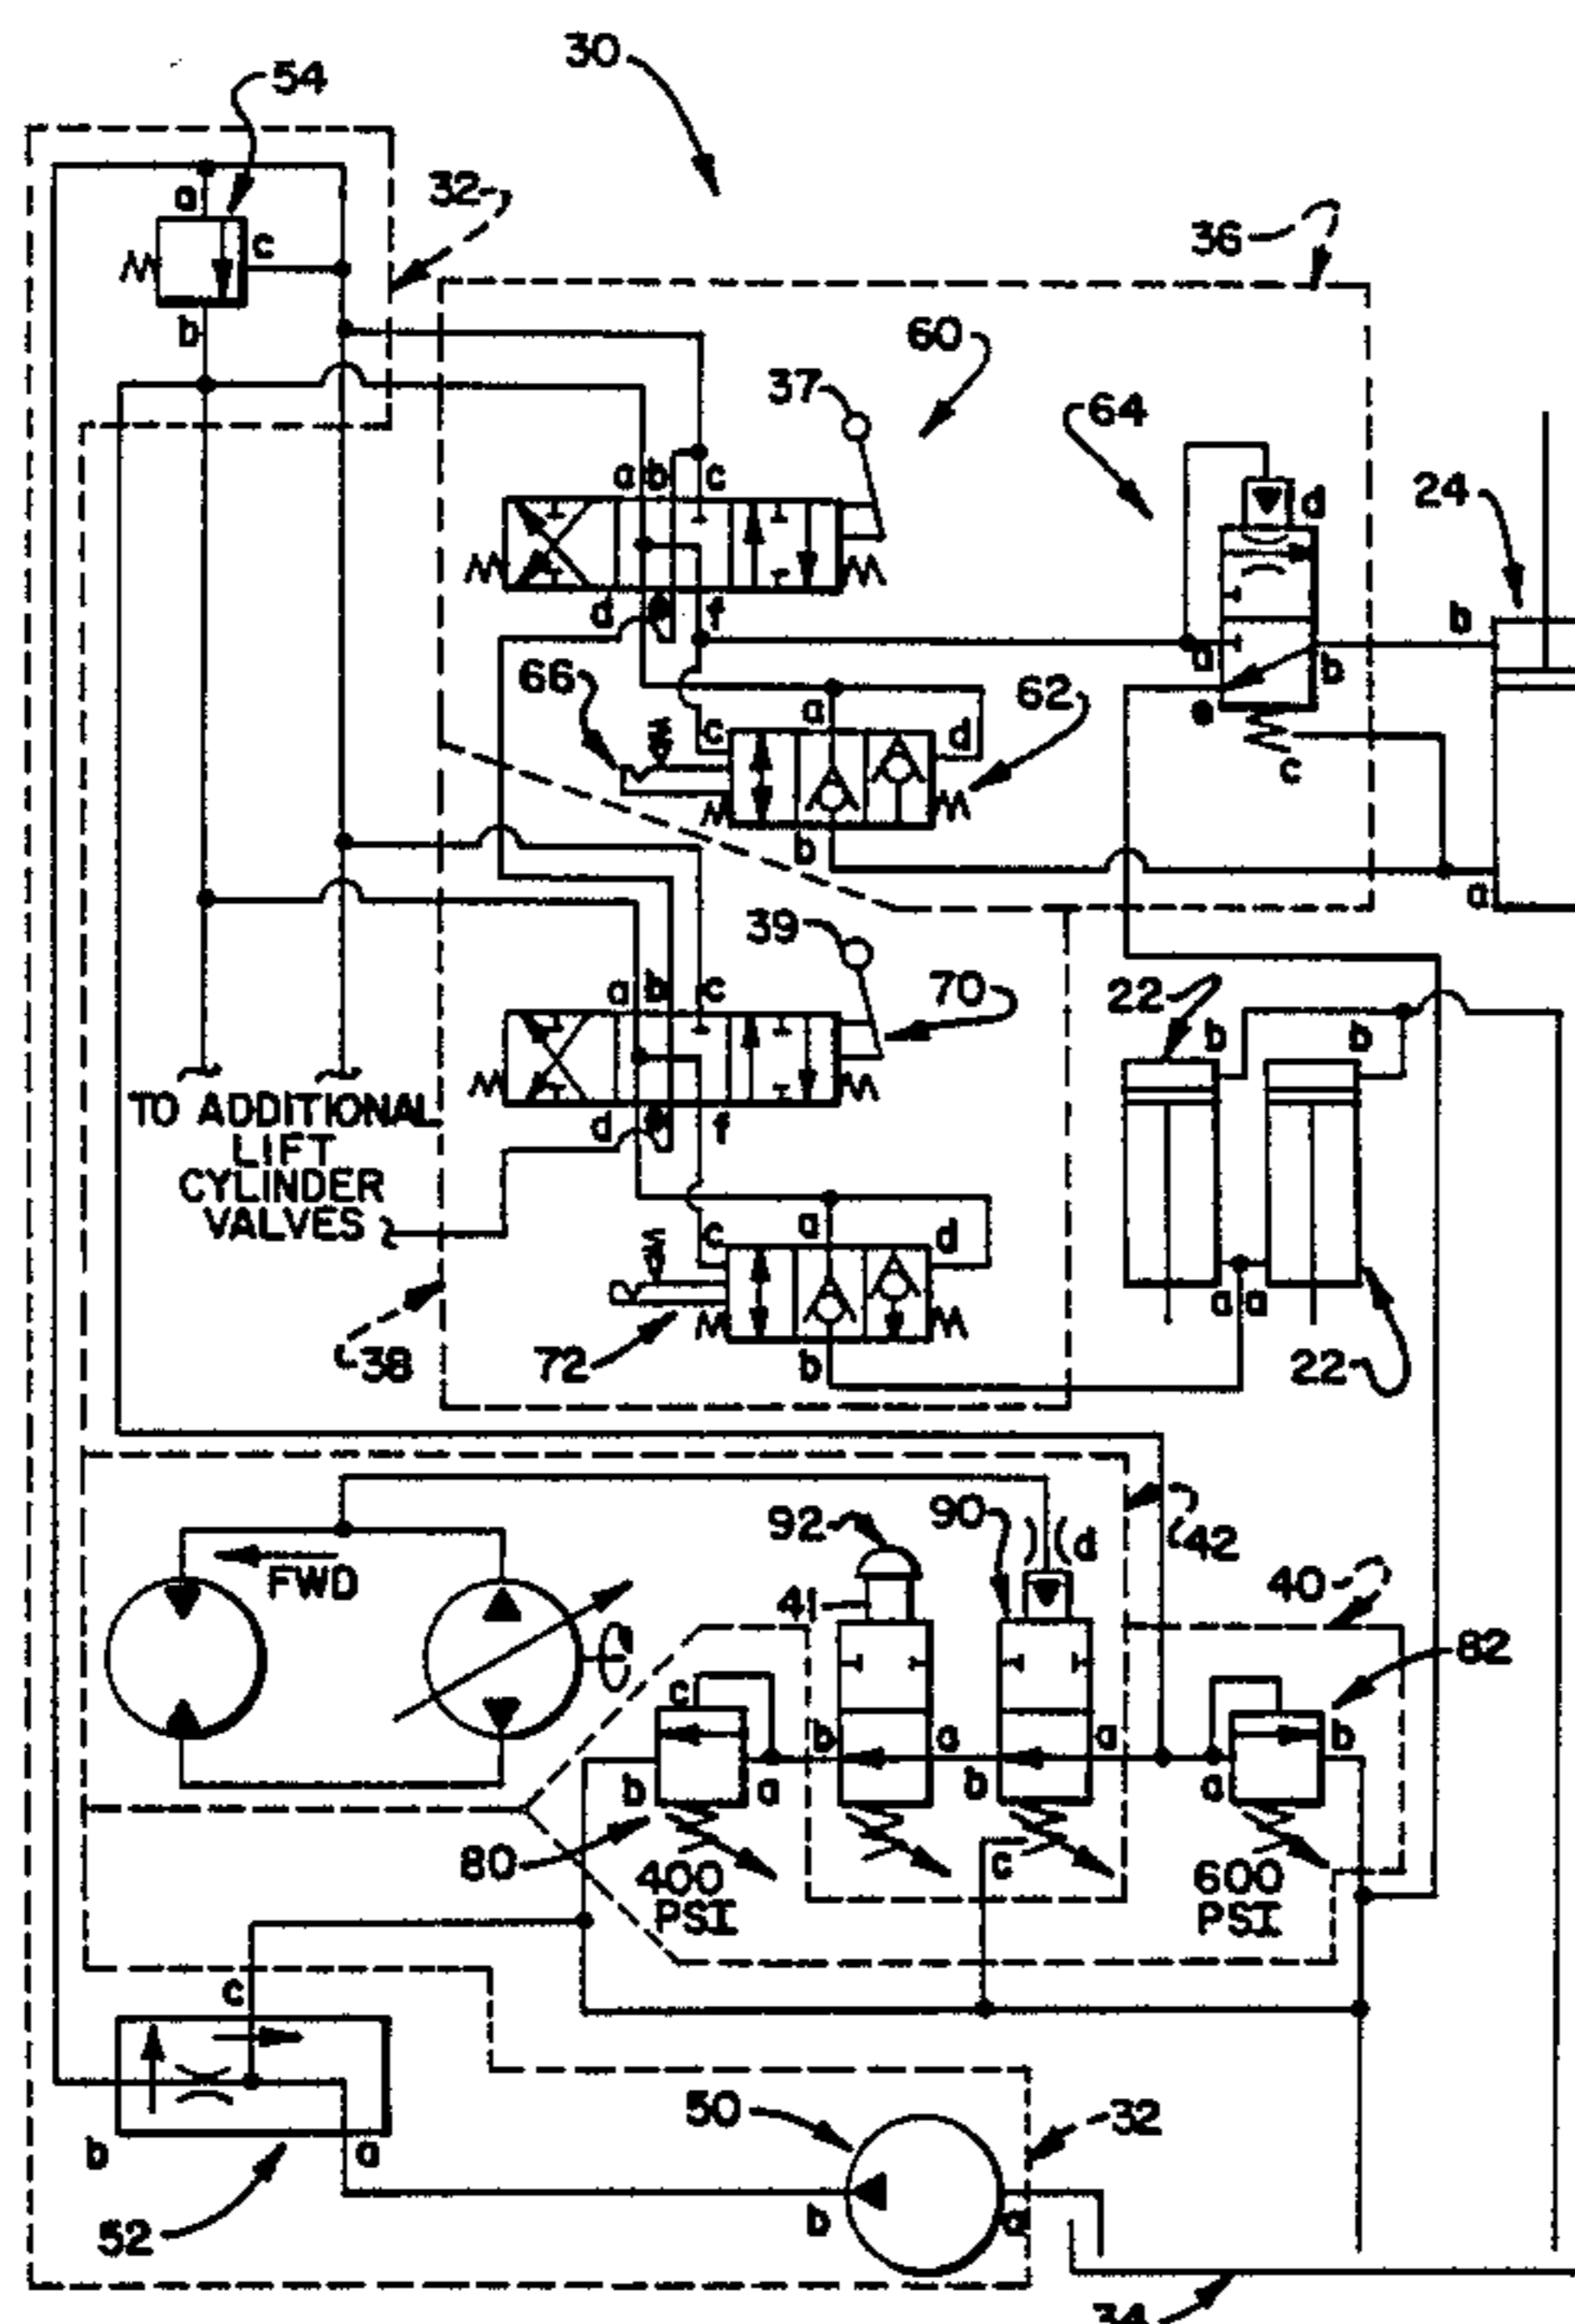 30
54
32
36
a
c
b
60
37
64
24
a b c
d
b
d f
a
b
66
62
a
c
d
c
b
a
39
a b c
70
22
b
b
TO ADDITIONAL
LIFT
CYLINDER
VALVES
d f
a
c
d
a a
38
72
b
22
92
90
d
42
FWD
41
40
82
c
b
a
a
b
b
a
b
a
80
400
PSI
c
600
PSI
c
50
32
b
a
b
a
52
34